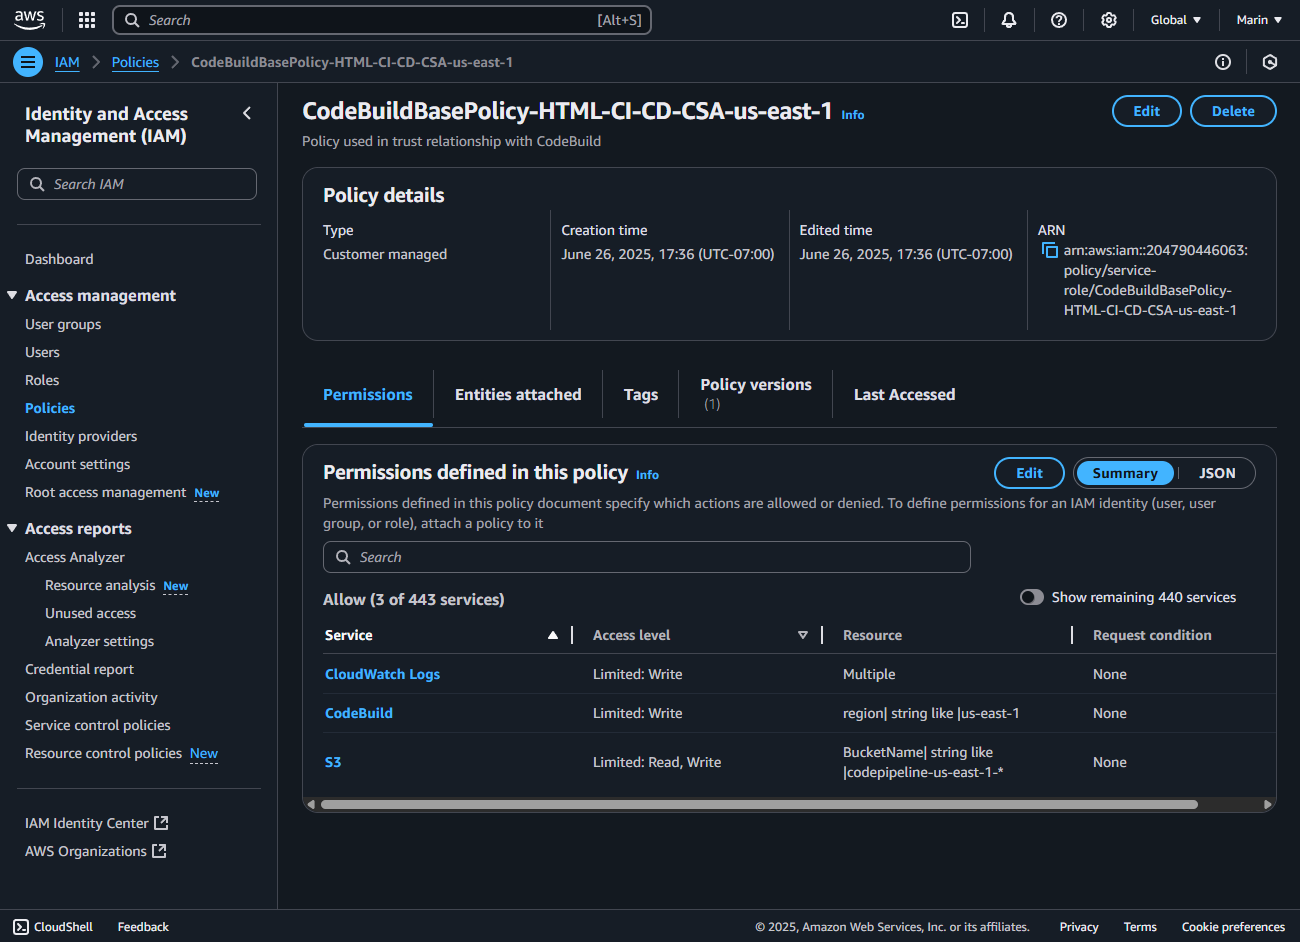 aws
Search
[Alt+S]
Global
Marin
IAM
Policies
CodeBuildBasePolicy-HTML-CI-CD-CSA-us-east-1
Identity and Access
Management (IAM)
Search IAM
Dashboard
Access management
User groups
Users
Roles
Policies
Identity providers
Account settings
Root access management New
Access reports
Access Analyzer
Resource analysis New
Unused access
Analyzer settings
Credential report
Organization activity
Service control policies
Resource control policies New
IAM Identity Center
AWS Organizations
CodeBuildBasePolicy-HTML-CI-CD-CSA-us-east-1 Info
Edit
Delete
Policy used in trust relationship with CodeBuild
Policy details
Type
Customer managed
Creation time
June 26, 2025, 17:36 (UTC-07:00)
Edited time
June 26, 2025, 17:36 (UTC-07:00)
ARN
arn:aws:iam::204790446063:
policy/service-
role/CodeBuildBasePolicy-
HTML-CI-CD-CSA-us-east-1
Permissions
Entities attached
Tags
Policy versions
(1)
Last Accessed
Permissions defined in this policy Info
Edit
Summary
JSON
Permissions defined in this policy document specify which actions are allowed or denied. To define permissions for an IAM identity (user, user
group, or role), attach a policy to it
Search
Allow (3 of 443 services)
Show remaining 440 services
Service
Access level
Resource
Request condition
CloudWatch Logs
Limited: Write
Multiple
None
CodeBuild
Limited: Write
region| string like |us-east-1
None
S3
Limited: Read, Write
BucketName| string like
|codepipeline-us-east-1-*
None
CloudShell
Feedback
© 2025, Amazon Web Services, Inc. or its affiliates.
Privacy
Terms
Cookie preferences